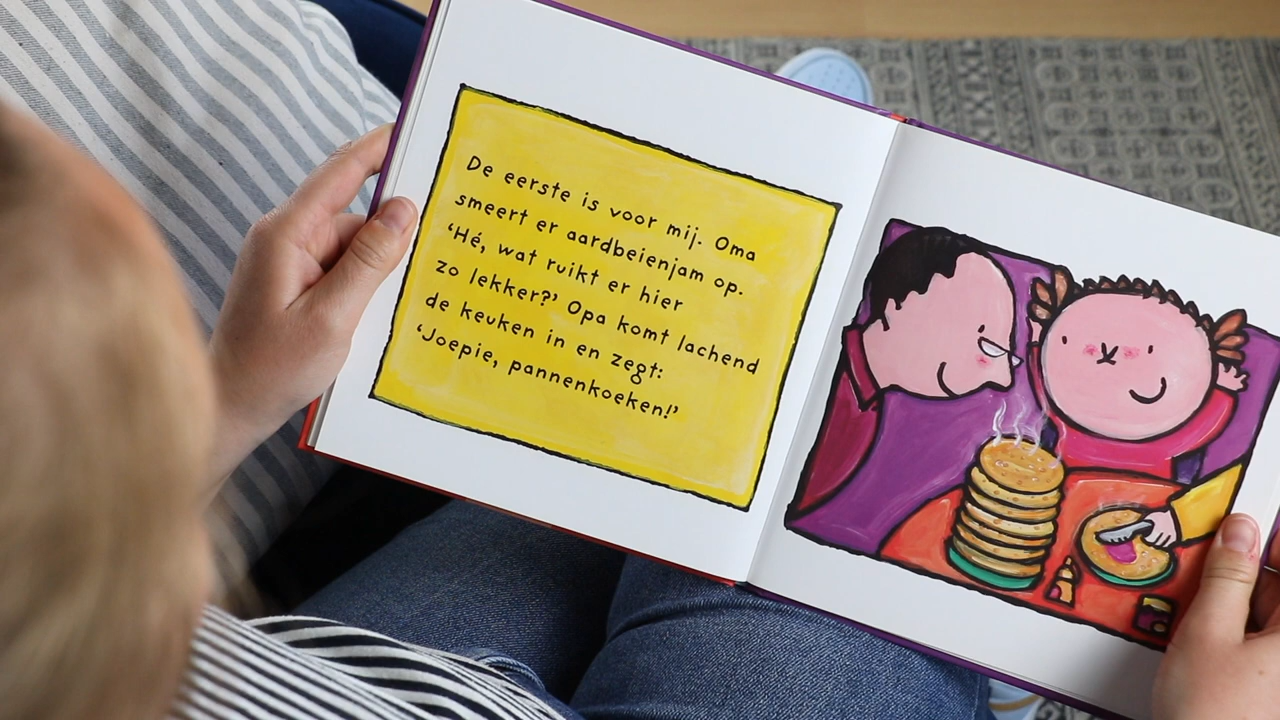 De eerste is voor mij. Oma
smeert er aardbeienjam op.
‘Hé, wat ruikt er hier
zo lekker?’ Opa komt lachend
de keuken in en zegt:
‘Joepie, pannenkoeken!’